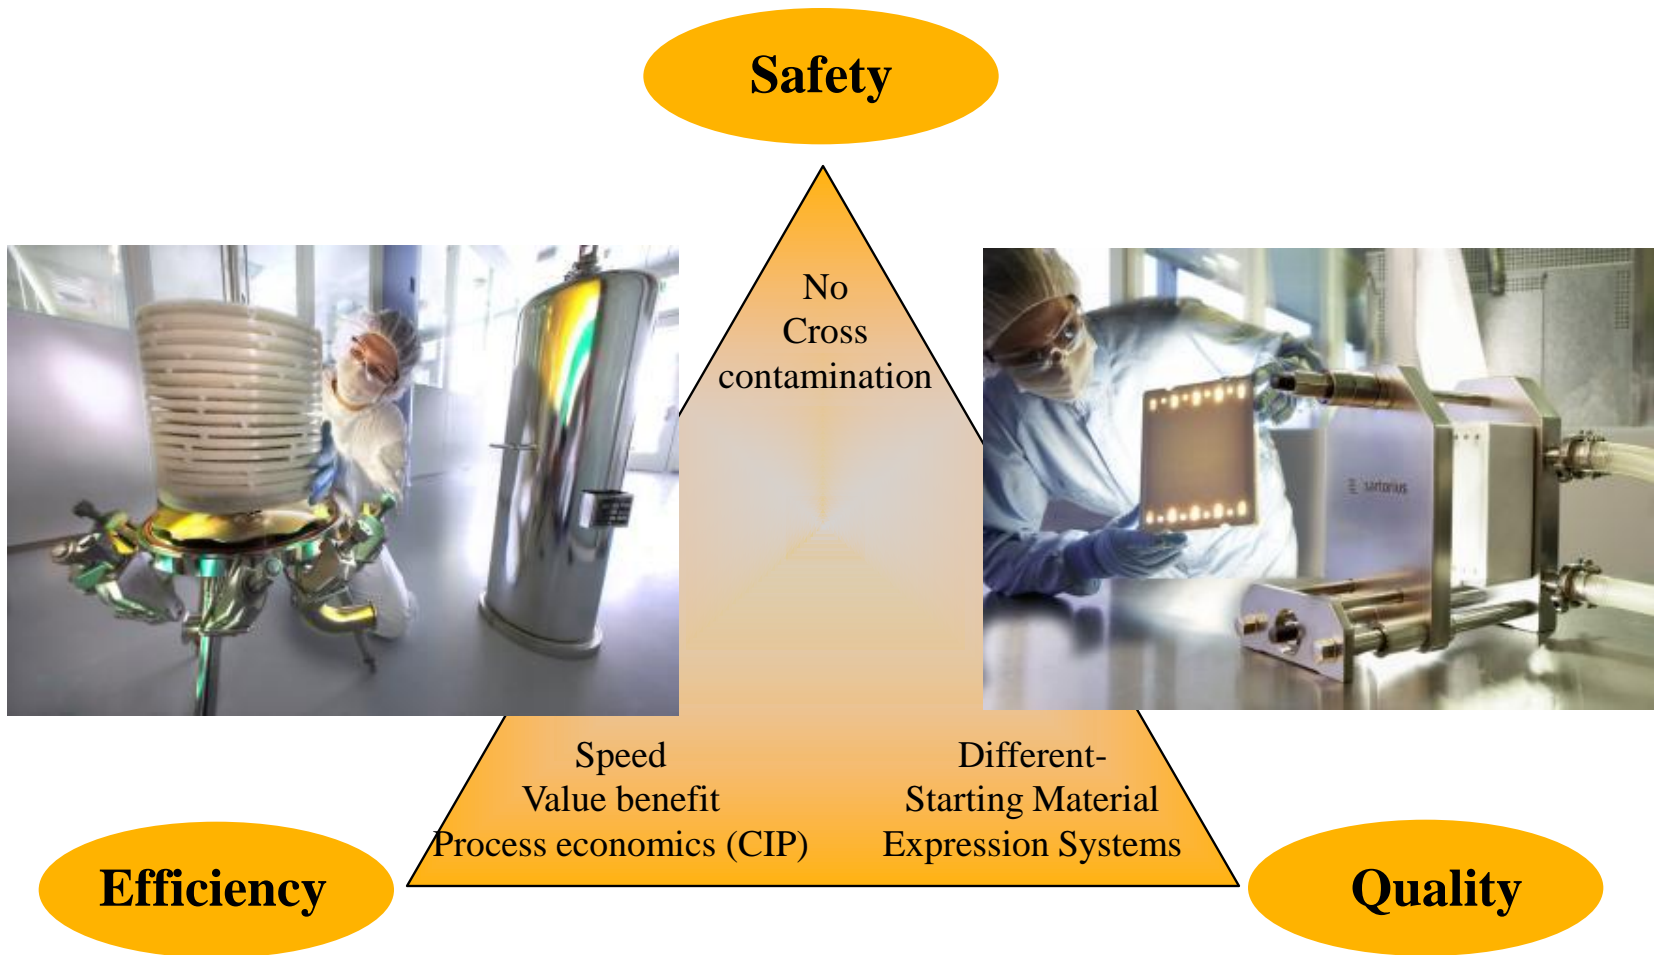 Safety
No
Cross
contamination
sartorius
Speed
Value benefit
Process economics (CIP)
Different-
Starting Material
Expression Systems
Efficiency
Quality